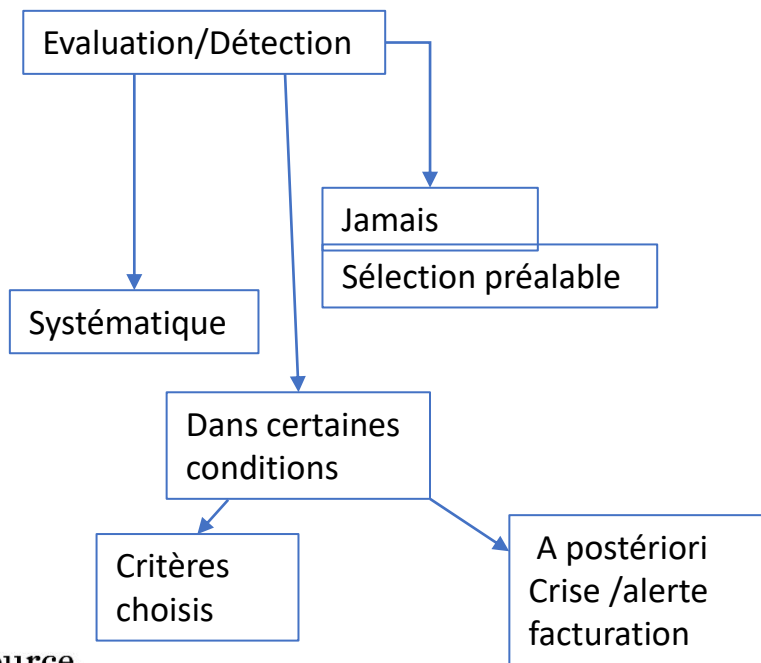 Evaluation/Détection
Jamais
Sélection préalable
Systématique
Dans certaines
conditions
Critères
choisis
A postériori
Crise /alerte
facturation